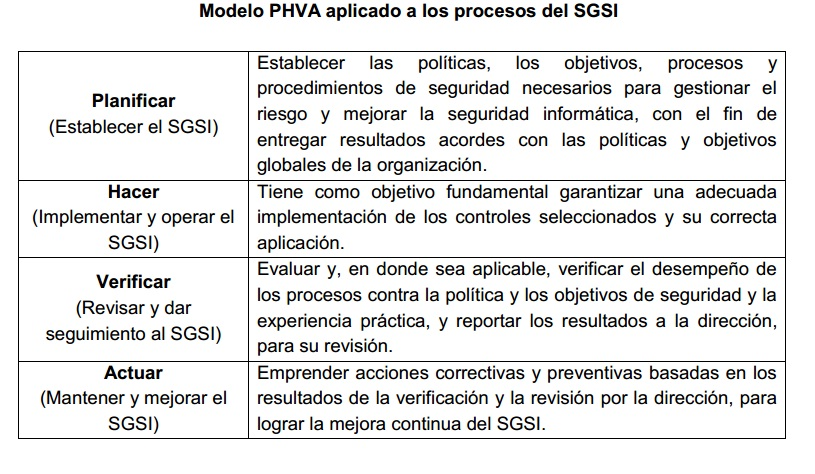 Modelo PHVA aplicado a los procesos del SGSI
Planificar
(Establecer el SGSI)
Establecer las políticas, los objetivos, procesos y
procedimientos de seguridad necesarios para gestionar el
riesgo y mejorar la seguridad informática, con el fin de
entregar resultados acordes con las políticas y objetivos
globales de la organización.
Hacer
(Implementar y operar el
SGSI)
Tiene como objetivo fundamental garantizar una adecuada
implementación de los controles seleccionados y su correcta
aplicación.
Verificar
(Revisar y dar
seguimiento al SGSI)
Evaluar y, en donde sea aplicable, verificar el desempeño de
los procesos contra la política y los objetivos de seguridad y la
experiencia práctica, y reportar los resultados a la dirección,
para su revisión.
Actuar
(Mantener y mejorar el
SGSI)
Emprender acciones correctivas y preventivas basadas en los
resultados de la verificación y la revisión por la dirección, para
lograr la mejora continua del SGSI.